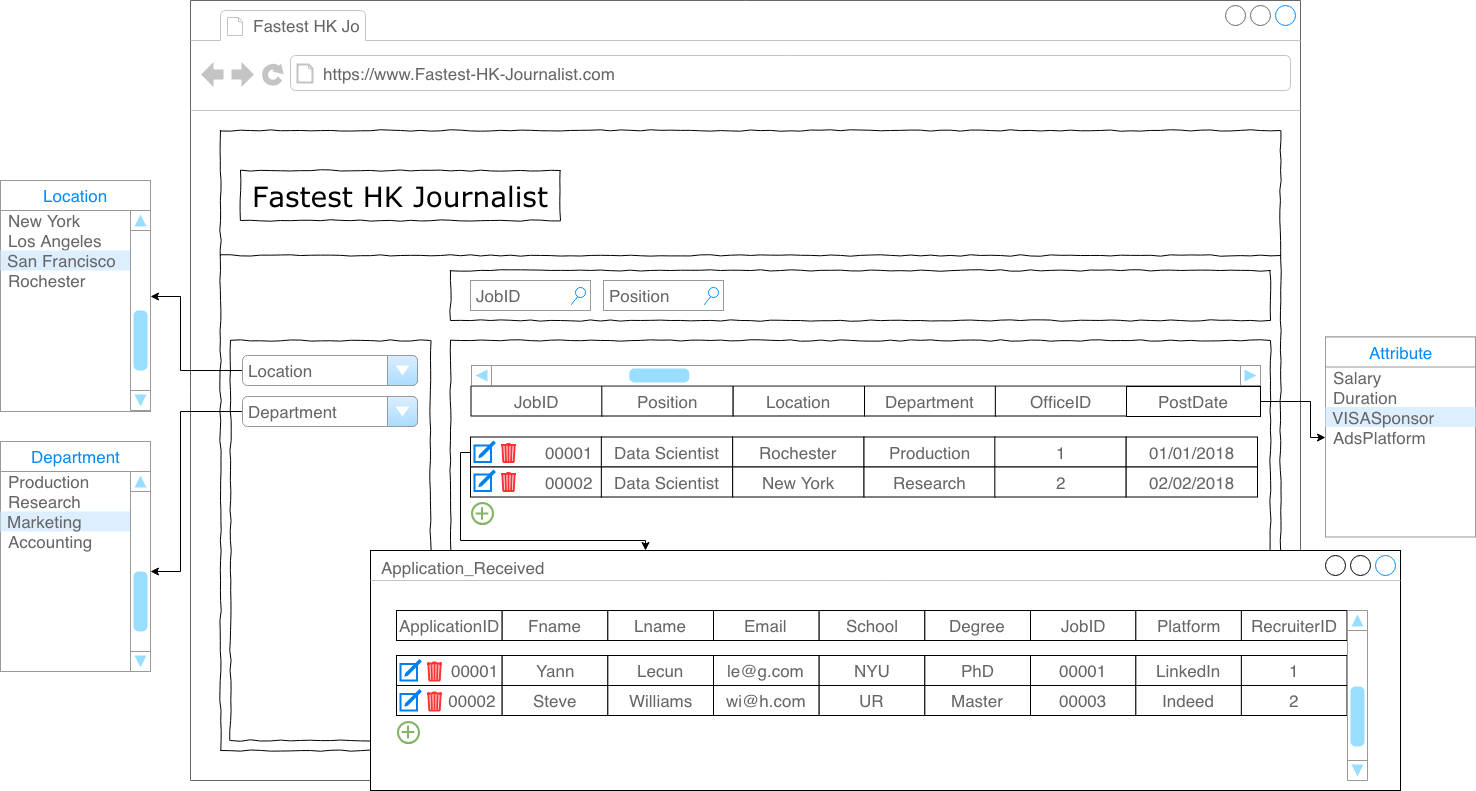 Fastest HK Jo
https://www.Fastest-HK-Journalist.com
Fastest HK Journalist
Location
New York
Los Angeles
San Francisco
Rochester
Department
Production
Research
Marketing
Accounting
JobID Position
Location
Department
JobID Position Location Department OfficeID PostDate
00001 Data Scientist Rochester Production 1 01/01/2018
00002 Data Scientist New York Research 2 02/02/2018
Attribute
Salary
Duration
VISASponsor
AdsPlatform
Application_Received
ApplicationID Fname Lname Email School Degree JobID Platform RecruiterID
00001 Yann Lecun le@g.com NYU PhD 00001 LinkedIn 1
00002 Steve Williams wi@h.com UR Master 00003 Indeed 2